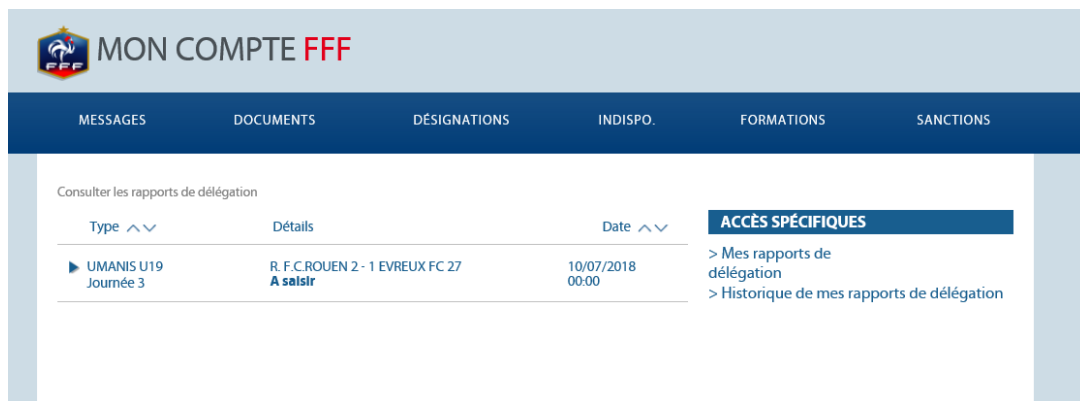 FFF
MON COMPTE FFF
MESSAGES DOCUMENTS DÉSIGNATIONS INDISPO. FORMATIONS SANCTIONS
Consulter les rapports de délégation
Type Détails Date
UMANIS U19 R. F.C.ROUEN 2 - 1 EVREUX FC 27 10/07/2018
Journée 3 A saisir 00:00
ACCÈS SPÉCIFIQUES
> Mes rapports de
délégation
> Historique de mes rapports de délégation